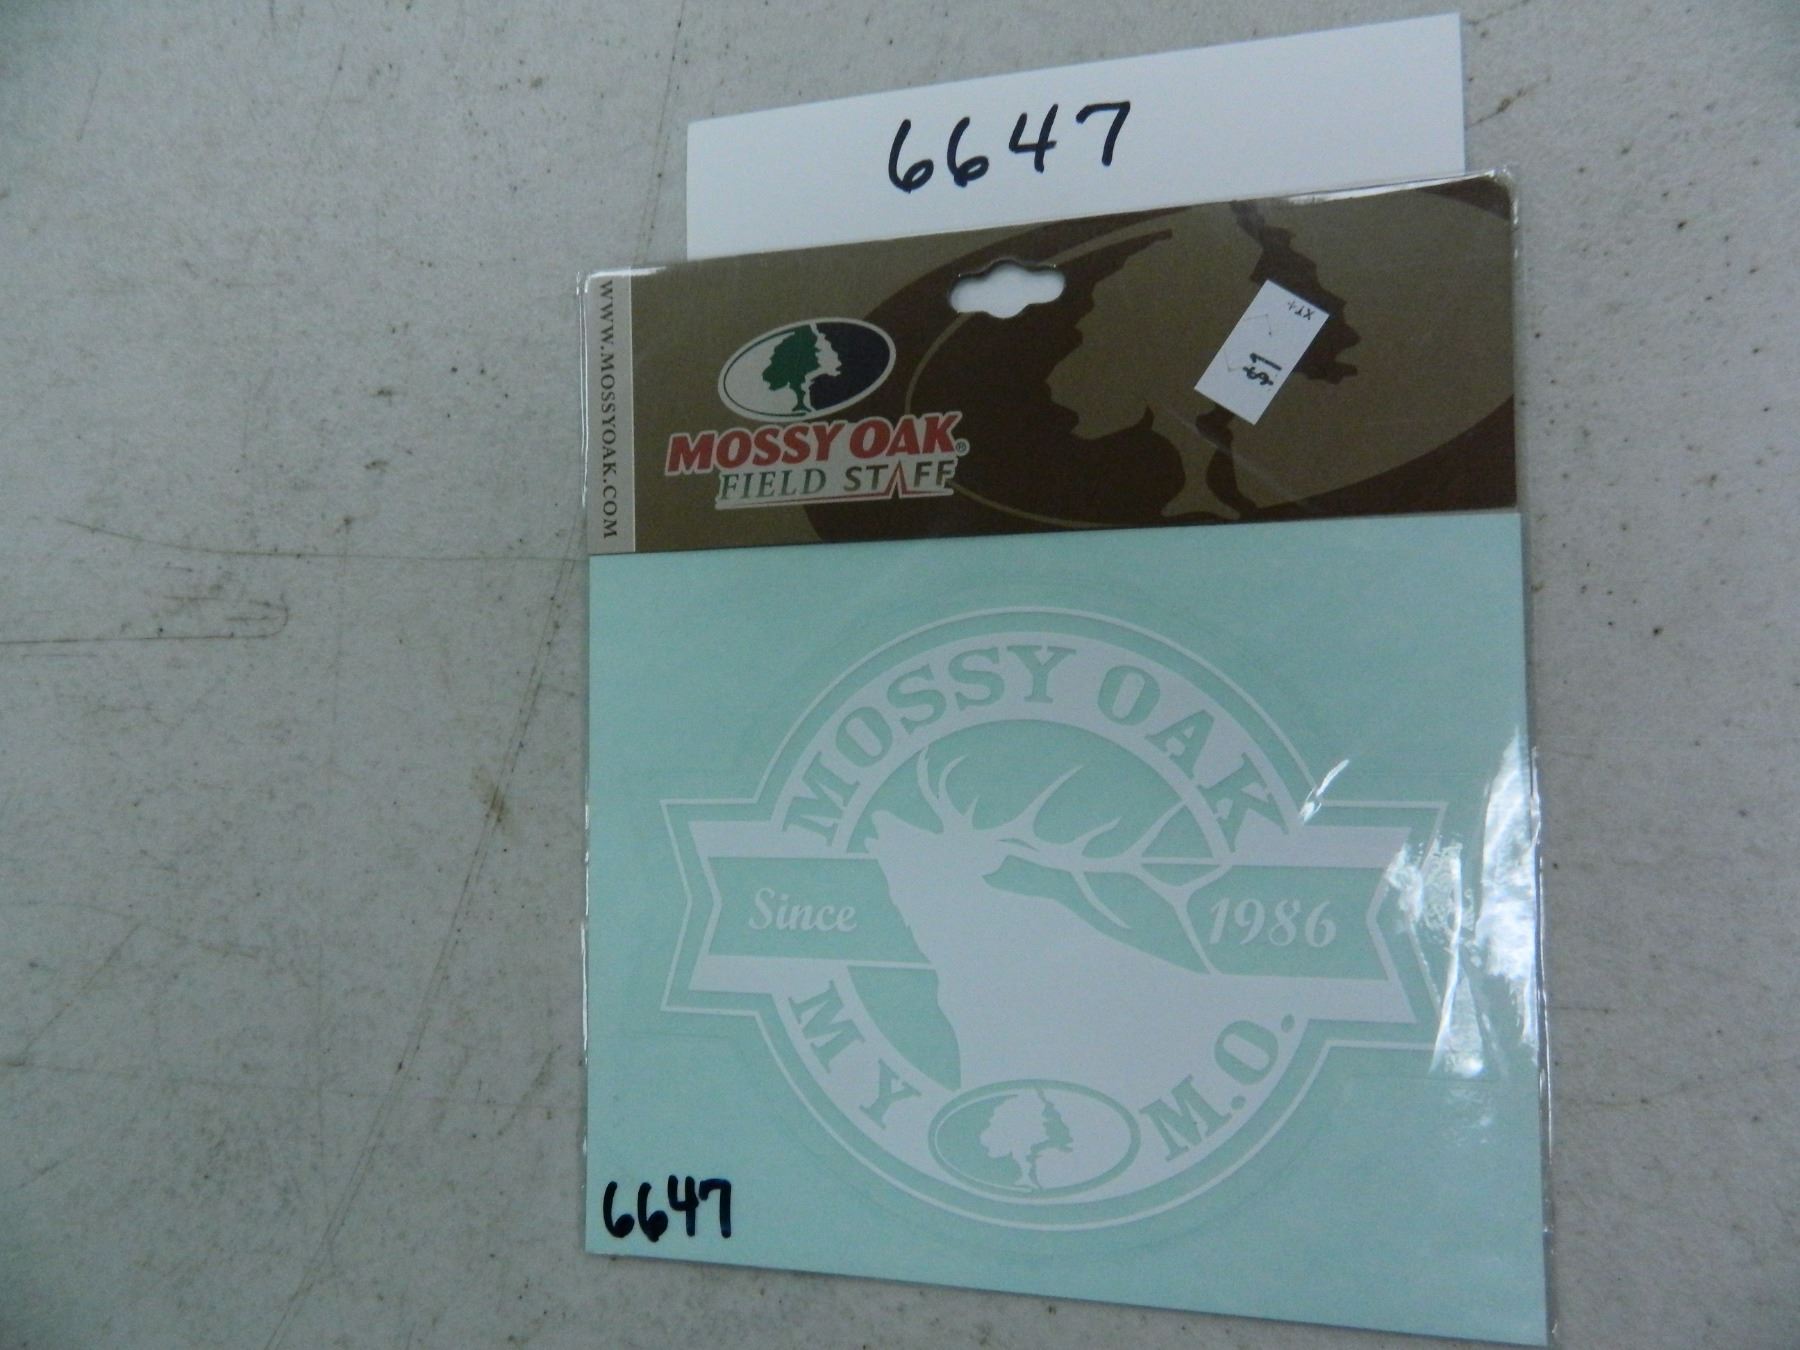 6647
WWW.MOSSYOAK.COM
MOSSY OAK®
FIELD STAFF
$1
MOSSY OAK
Since 1986
MY M.O.
6647